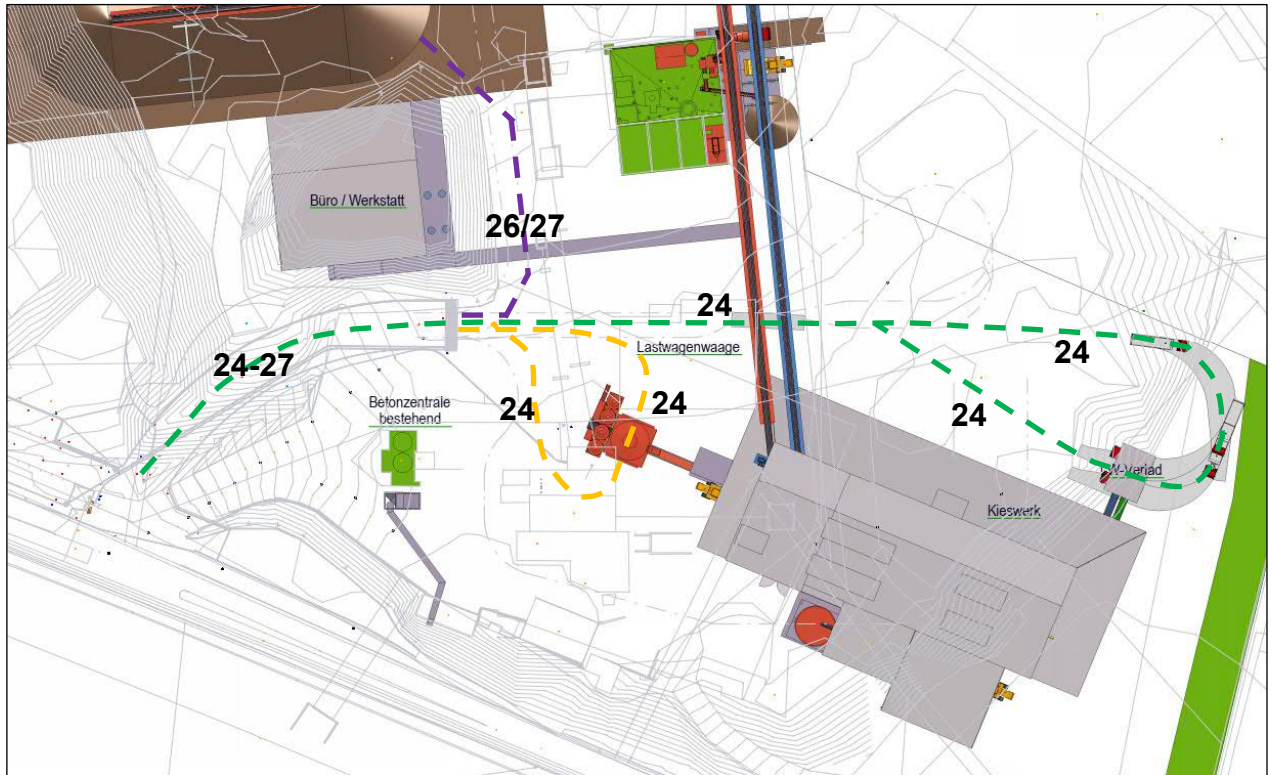 Büro / Werkstatt
26/27
24
Lastwagenwaage
24-27
24
Betonzentrale
bestehend
24
24
24
Kieswerk